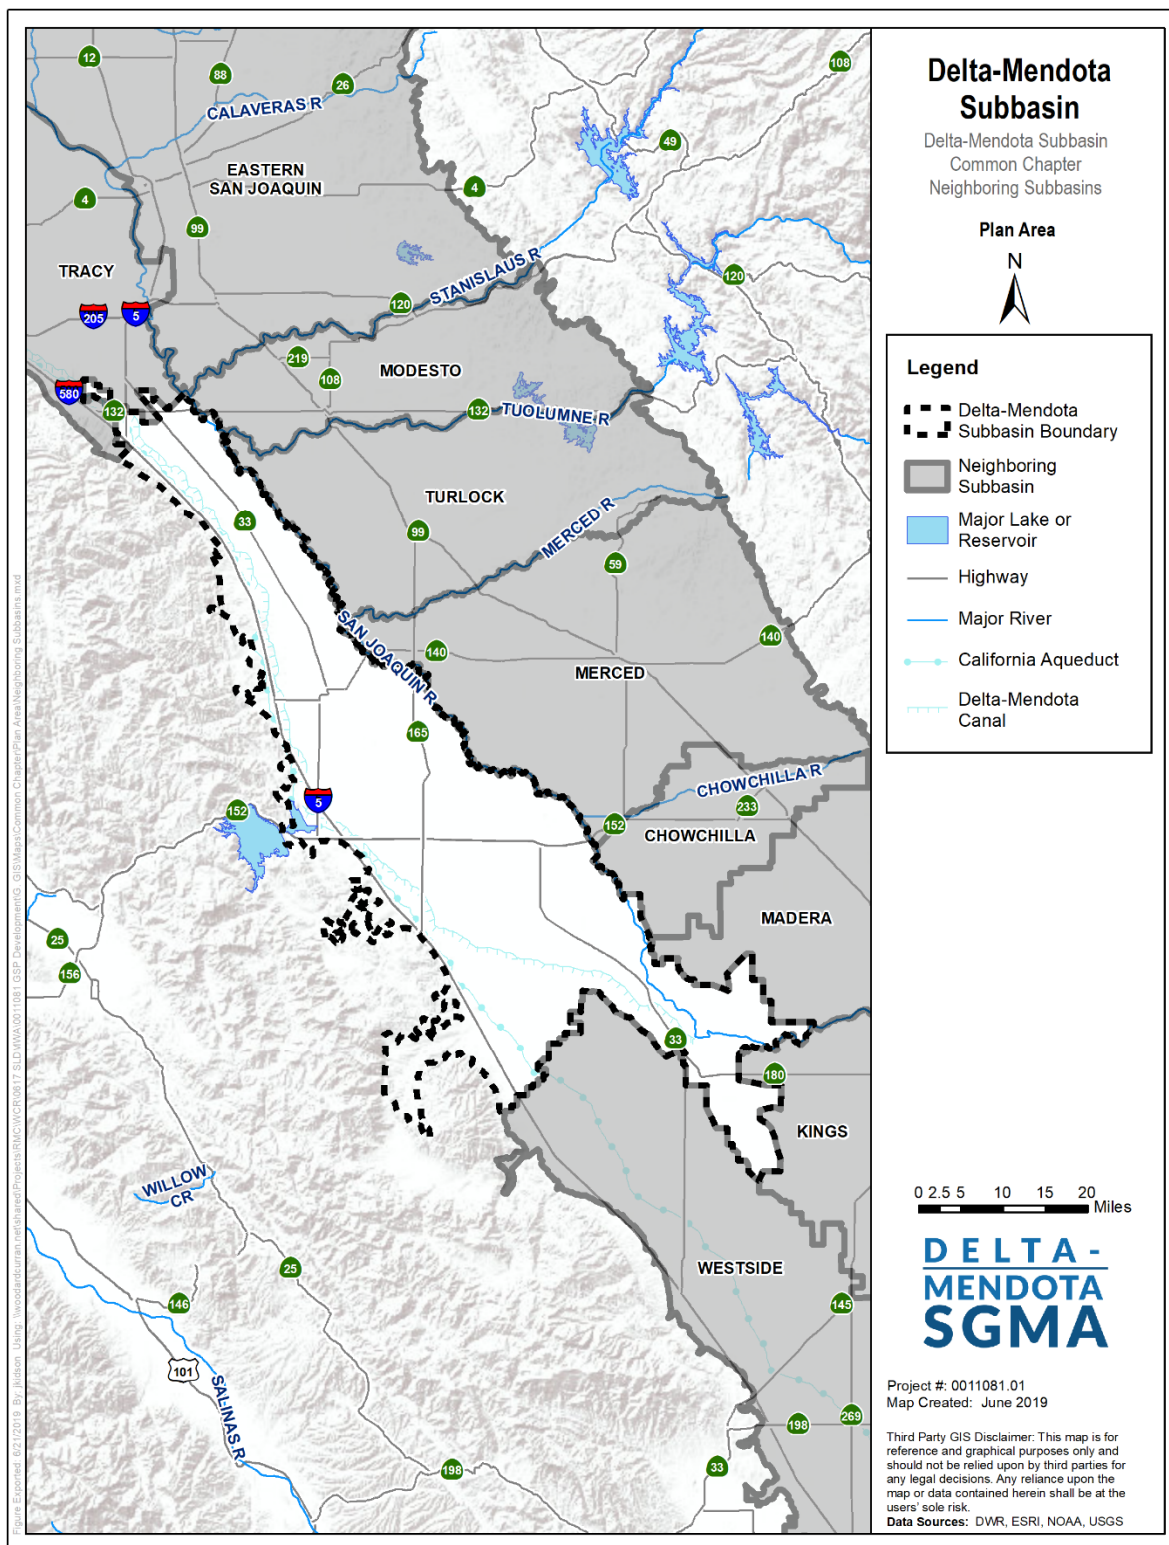 Delta-Mendota
Subbasin
Delta-Mendota Subbasin
Common Chapter
Neighboring Subbasins
Plan Area
N
Legend
Delta-Mendota
Subbasin Boundary
Neighboring
Subbasin
Major Lake or
Reservoir
Highway
Major River
California Aqueduct
Delta-Mendota
Canal
0 2.5 5 10 15 20
Miles
DELTA-
MENDOTA
SGMA
Project #: 0011081.01
Map Created: June 2019
Third Party GIS Disclaimer: This map is for
reference and graphical purposes only and
should not be relied upon by third parties for
any legal decisions. Any reliance upon the
map or data contained herein shall be at the
users' sole risk.
Data Sources: DWR, ESRI, NOAA, USGS
12
88
26
108
CALAVERAS R
49
EASTERN
SAN JOAQUIN
4
4
99
TRACY
STANISLAUS R
120
205
5
120
219
MODESTO
108
580
132
132
TUOLUMNE R
TURLOCK
33
99
MERCED R
59
SAN JOAQUIN R
140
140
MERCED
165
CHOWCHILLA R
5
152
233
152
CHOWCHILLA
MADERA
25
156
33
180
KINGS
WILLOW
CR
25
WESTSIDE
146
145
101
SALINAS R
269
198
198
33